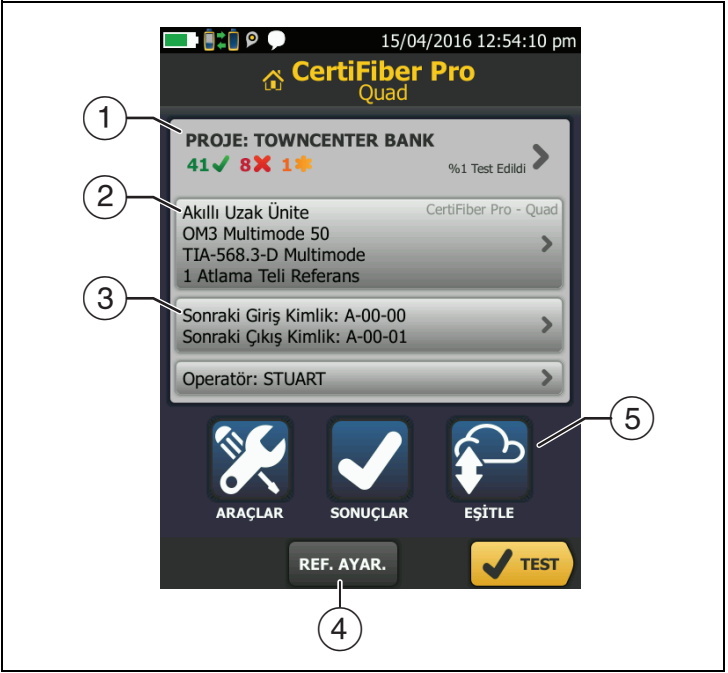 15/04/2016 12:54:10 pm
CertiFiber Pro
Quad
1
PROJE: TOWNCENTER BANK
41 8 1
%1 Test Edildi
2
Akıllı Uzak Ünite
CertiFiber Pro - Quad
OM3 Multimode 50
TIA-568.3-D Multimode
1 Atlama Teli Referans
3
Sonraki Giriş Kimlik: A-00-00
Sonraki Çıkış Kimlik: A-00-01
Operatör: STUART
5
ARAÇLAR
SONUÇLAR
EŞİTLE
REF. AYAR.
TEST
4